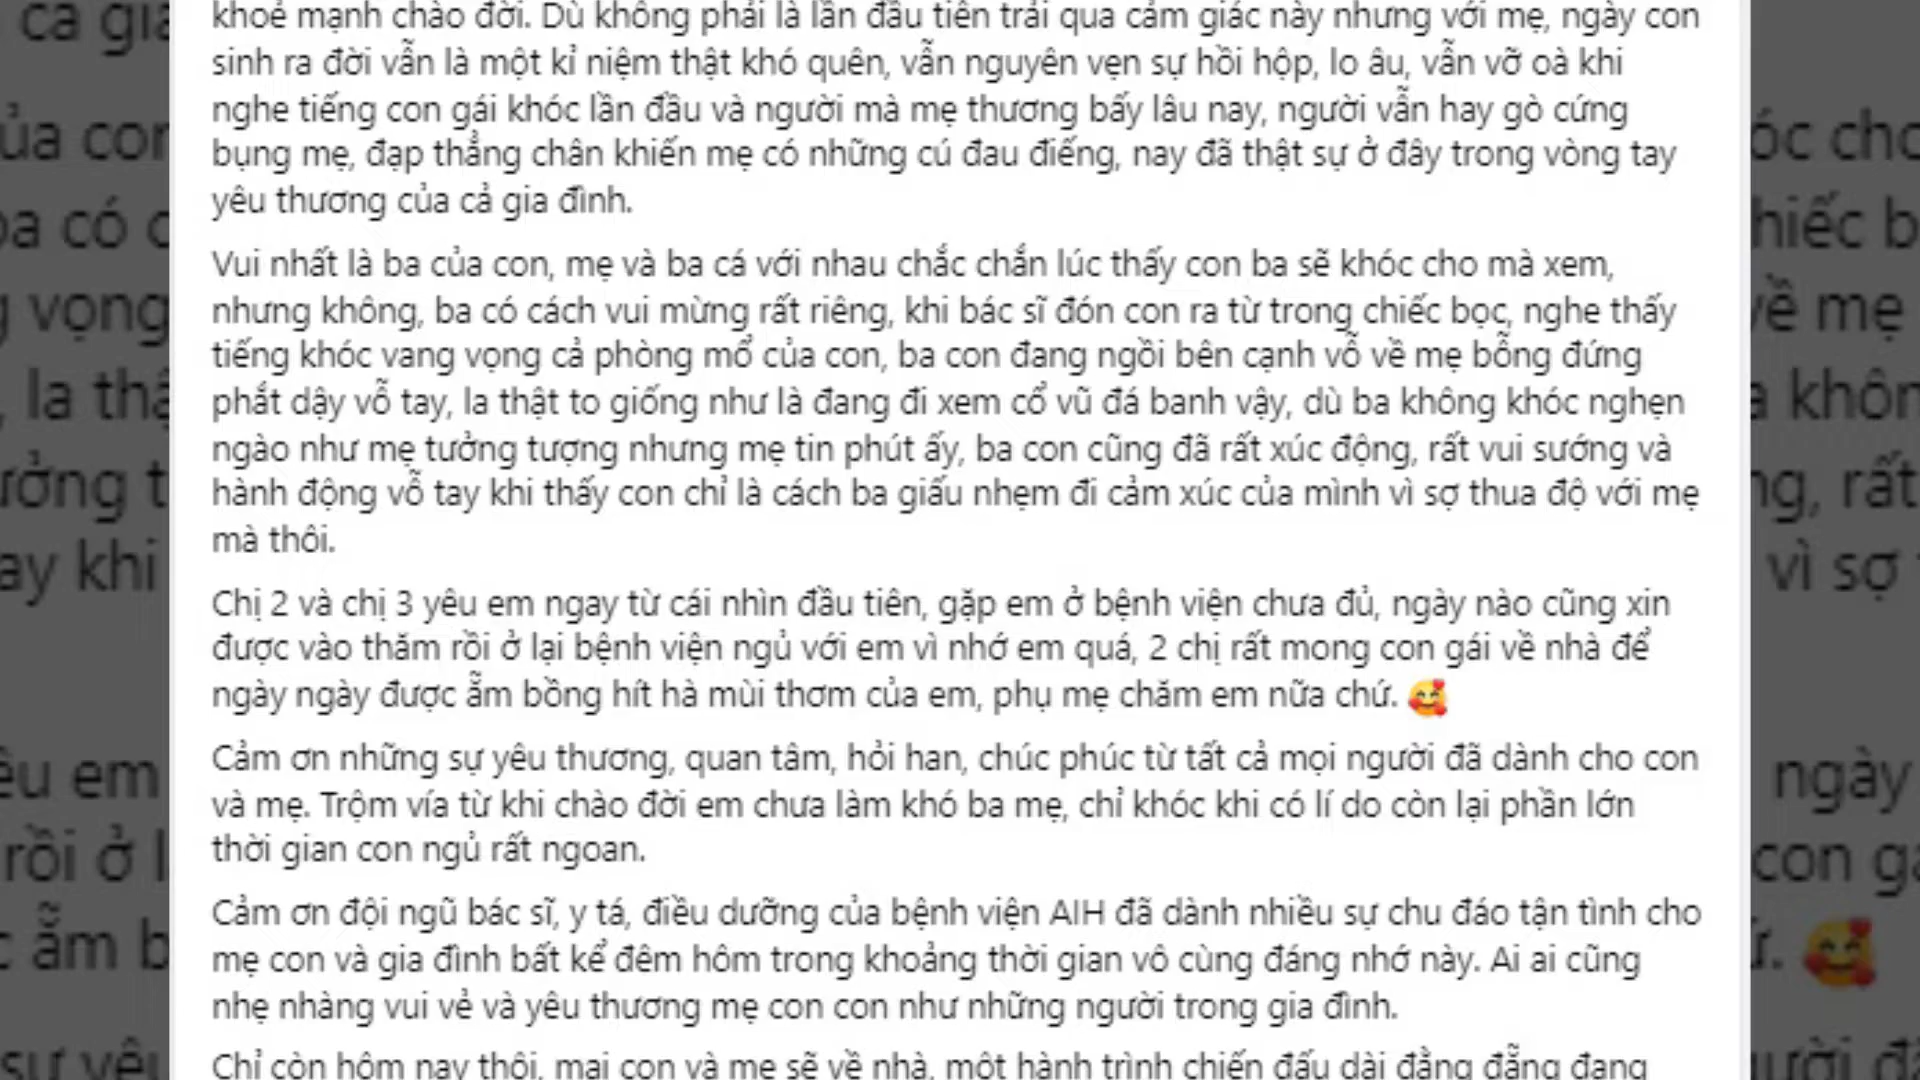 khoẻ mạnh chào đời. Dù không phải là lần đầu tiên trải qua cảm giác này nhưng với mẹ, ngày con
sinh ra đời vẫn là một kỉ niệm thật khó quên, vẫn nguyên vẹn sự hồi hộp, lo âu, vẫn vỡ oà khi
nghe tiếng con gái khóc lần đầu và người mà mẹ thương bấy lâu nay, người vẫn hay gò cứng
bụng mẹ, đạp thẳng chân khiến mẹ có những cú đau điếng, nay đã thật sự ở đây trong vòng tay
yêu thương của cả gia đình.
Vui nhất là ba của con, mẹ và ba cá với nhau chắc chắn lúc thấy con ba sẽ khóc cho mà xem,
nhưng không, ba có cách vui mừng rất riêng, khi bác sĩ đón con ra từ trong chiếc bọc, nghe thấy
tiếng khóc vang vọng cả phòng mổ của con, ba con đang ngồi bên cạnh vỗ về mẹ bỗng đứng
phắt dậy vỗ tay, la thật to giống như là đang đi xem cổ vũ đá banh vậy, dù ba không khóc nghẹn
ngào như mẹ tưởng tượng nhưng mẹ tin phút ấy, ba con cũng đã rất xúc động, rất vui sướng và
hành động vỗ tay khi thấy con chỉ là cách ba giấu nhẹm đi cảm xúc của mình vì sợ thua độ với mẹ
mà thôi.
Chị 2 và chị 3 yêu em ngay từ cái nhìn đầu tiên, gặp em ở bệnh viện chưa đủ, ngày nào cũng xin
được vào thăm rồi ở lại bệnh viện ngủ với em vì nhớ em quá, 2 chị rất mong con gái về nhà để
ngày ngày được ẵm bồng hít hà mùi thơm của em, phụ mẹ chăm em nữa chứ. 🥰
Cảm ơn những sự yêu thương, quan tâm, hỏi han, chúc phúc từ tất cả mọi người đã dành cho con
và mẹ. Trộm vía từ khi chào đời em chưa làm khó ba mẹ, chỉ khóc khi có lí do còn lại phần lớn
thời gian con ngủ rất ngoan.
Cảm ơn đội ngũ bác sĩ, y tá, điều dưỡng của bệnh viện AIH đã dành nhiều sự chu đáo tận tình cho
mẹ con và gia đình bất kể đêm hôm trong khoảng thời gian vô cùng đáng nhớ này. Ai ai cũng
nhẹ nhàng vui vẻ và yêu thương mẹ con con như những người trong gia đình.
Chỉ còn hôm nay thôi, mai con và mẹ sẽ về nhà, một hành trình chiến đấu dài đằng đẵng đang